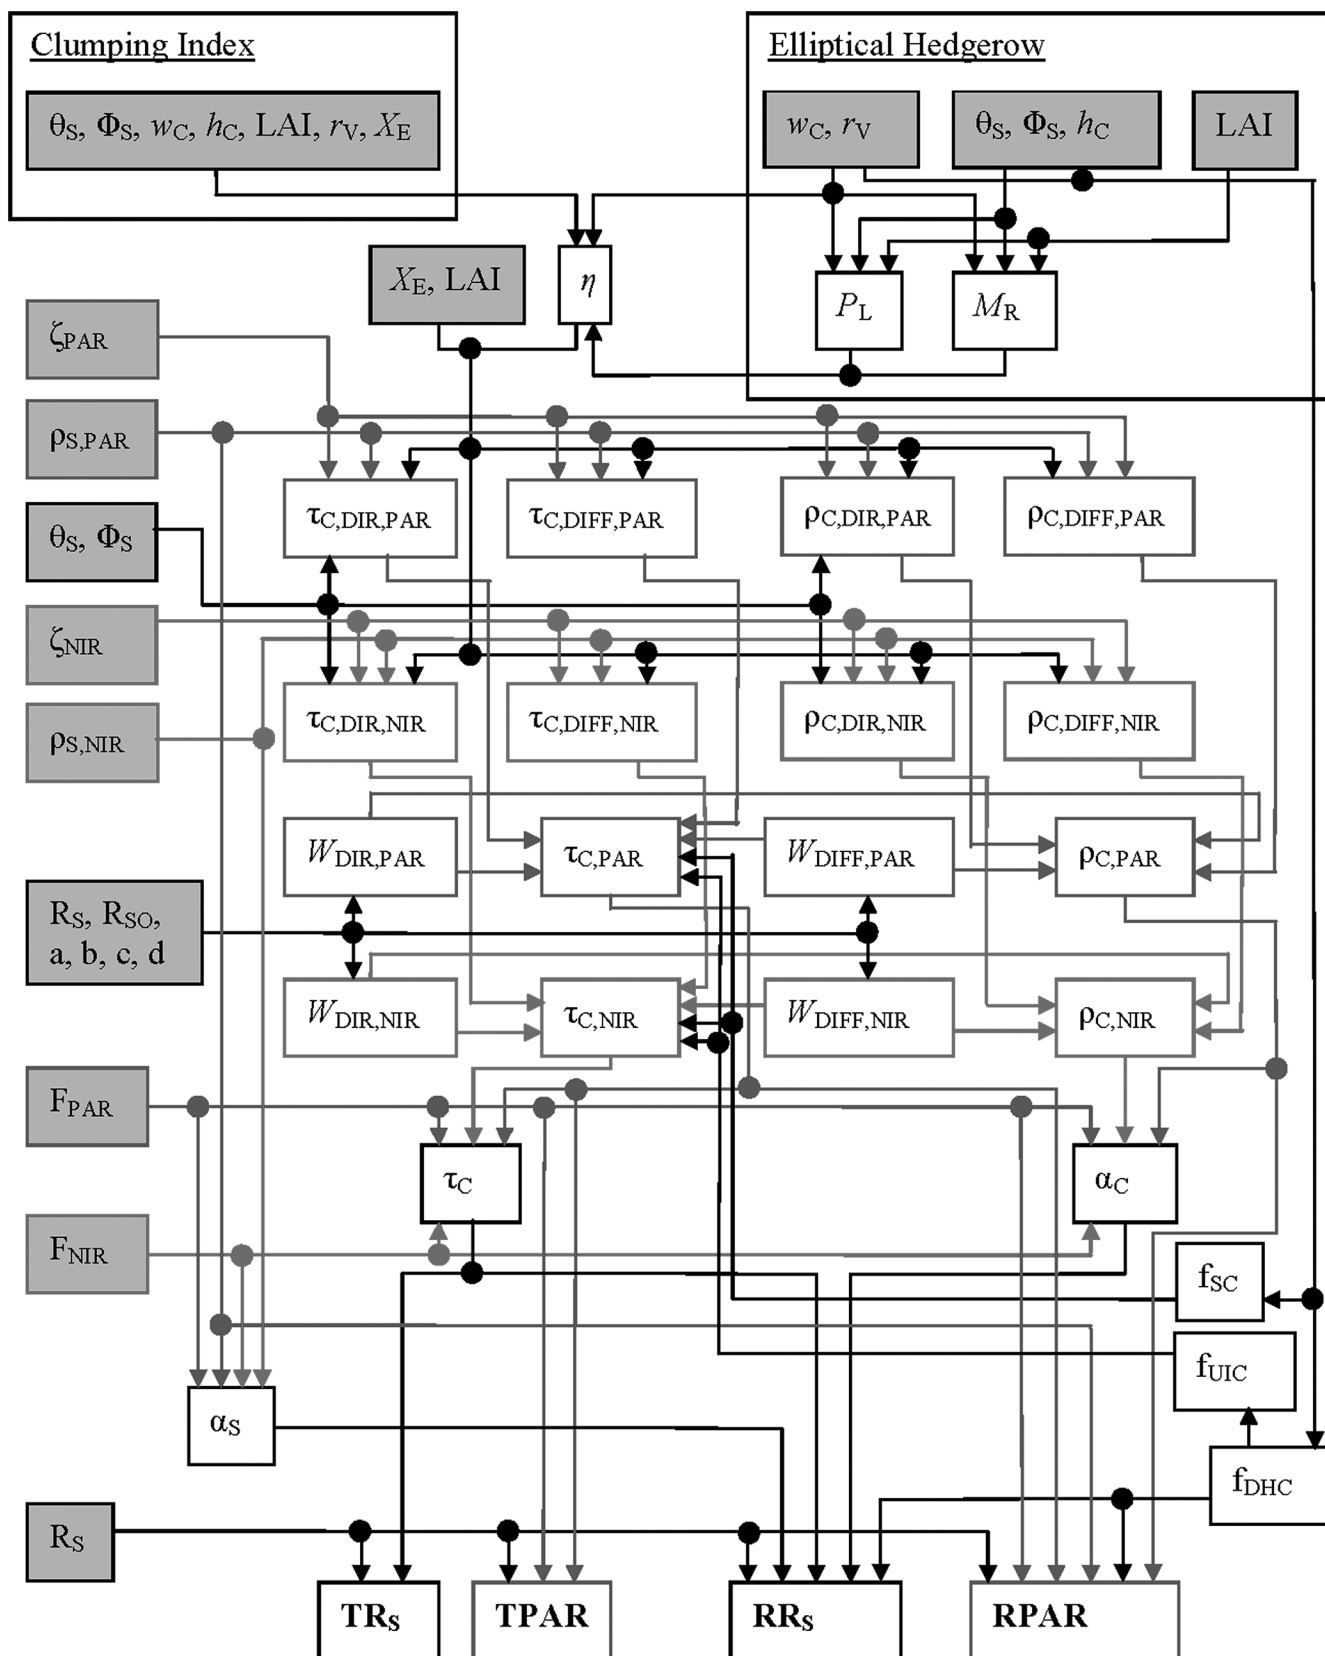 Clumping Index
Elliptical Hedgerow
θS, ΦS, wC, hC, LAI, rV, XE
wC, rV
θS, ΦS, hC
LAI
XE, LAI
η
PL
MR
ζPAR
ρS,PAR
τC,DIR,PAR
τC,DIFF,PAR
ρC,DIR,PAR
ρC,DIFF,PAR
θS, ΦS
ζNIR
ρS,NIR
τC,DIR,NIR
τC,DIFF,NIR
ρC,DIR,NIR
ρC,DIFF,NIR
WDIR,PAR
τC,PAR
WDIFF,PAR
ρC,PAR
RS, RSO,
a, b, c, d
WDIR,NIR
τC,NIR
WDIFF,NIR
ρC,NIR
FPAR
τC
αC
FNIR
fSC
fUIC
αS
fDHC
RS
TRS
TPAR
RRS
RPAR